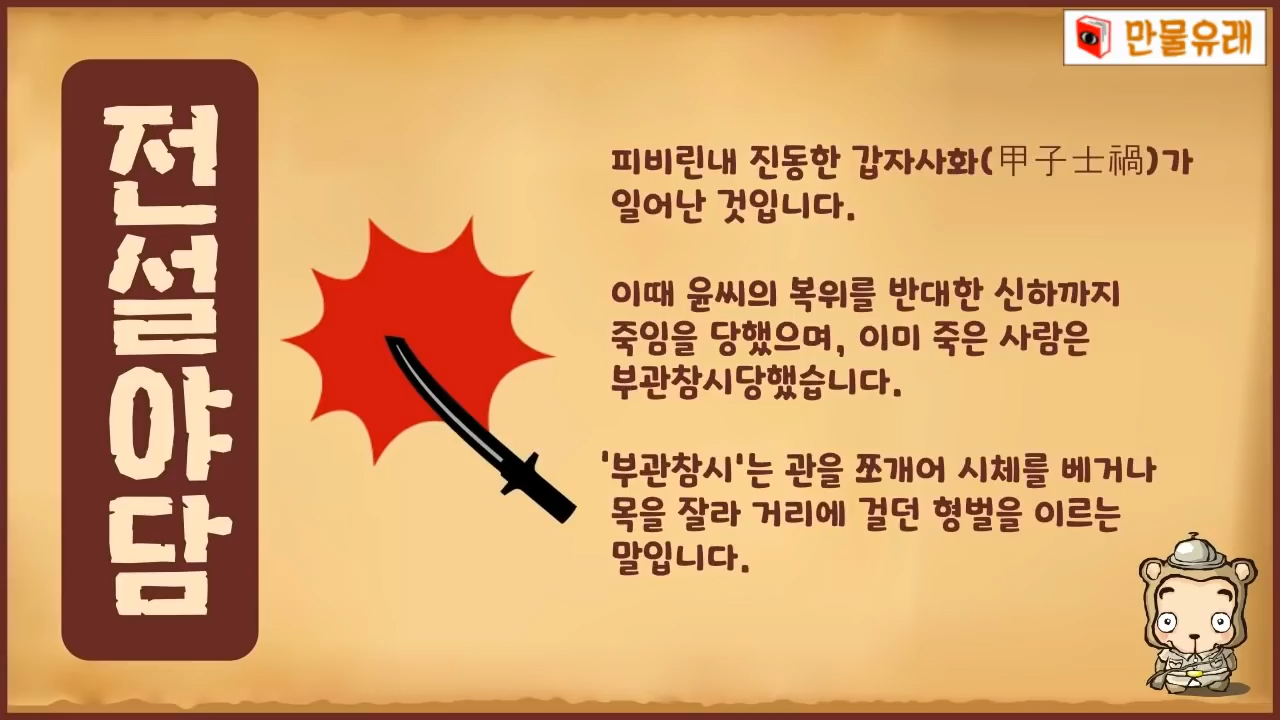 만물유래
전설야담
피비린내 진동한 갑자사화(甲子士禍)가
일어난 것입니다.
이때 윤씨의 복위를 반대한 신하까지
죽임을 당했으며, 이미 죽은 사람은
부관참시당했습니다.
'부관참시'는 관을 쪼개어 시체를 베거나
목을 잘라 거리에 걸던 형벌을 이르는
말입니다.